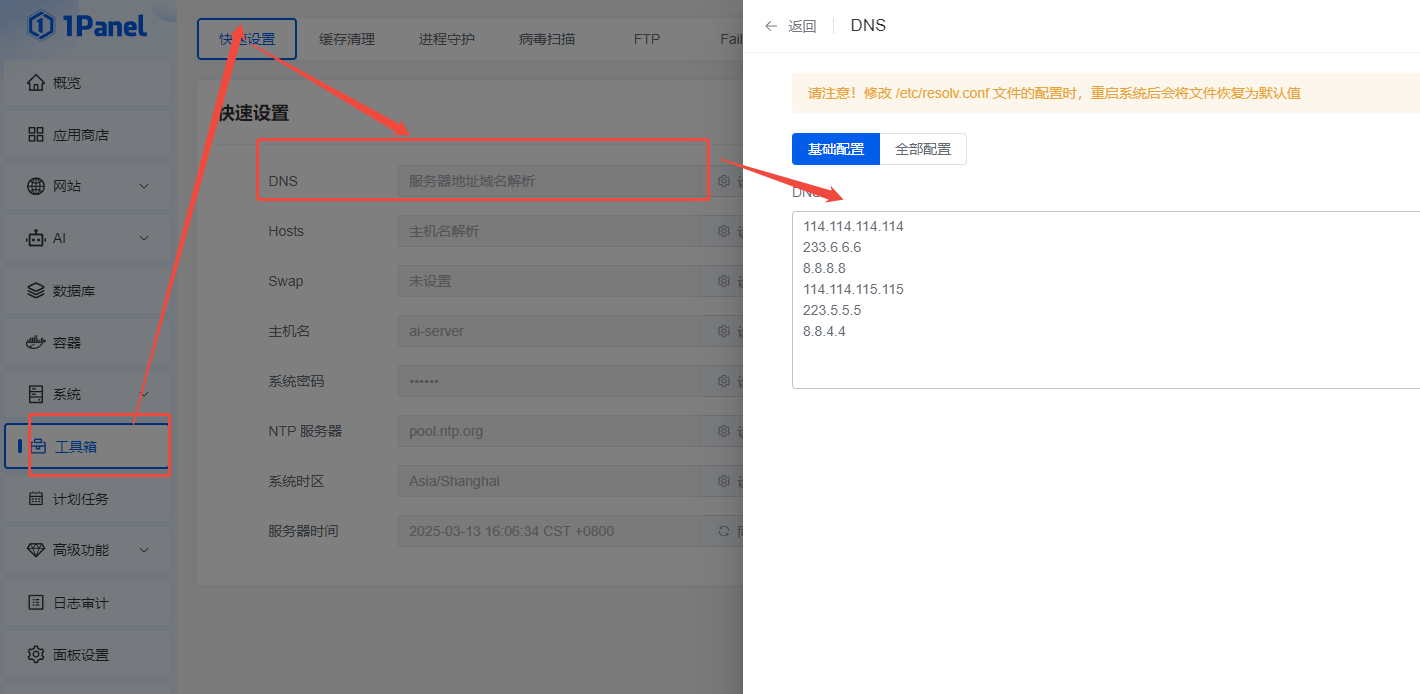 1Panel
概览
应用商店
网站
AI
数据库
容器
系统
工具箱
计划任务
高级功能
日志审计
面板设置
快速设置
缓存清理
进程守护
病毒扫描
FTP
Fail
快速设置
DNS
服务器地址域名解析
Hosts
主机名解析
Swap
未设置
主机名
ai-server
系统密码
••••••
NTP 服务器
pool.ntp.org
系统时区
Asia/Shanghai
服务器时间
2025-03-13 16:06:34 CST +0800
返回
DNS
请注意!修改 /etc/resolv.conf 文件的配置时,重启系统后会将文件恢复为默认值
基础配置
全部配置
DNS
114.114.114.114
233.6.6.6
8.8.8.8
114.114.115.115
223.5.5.5
8.8.4.4